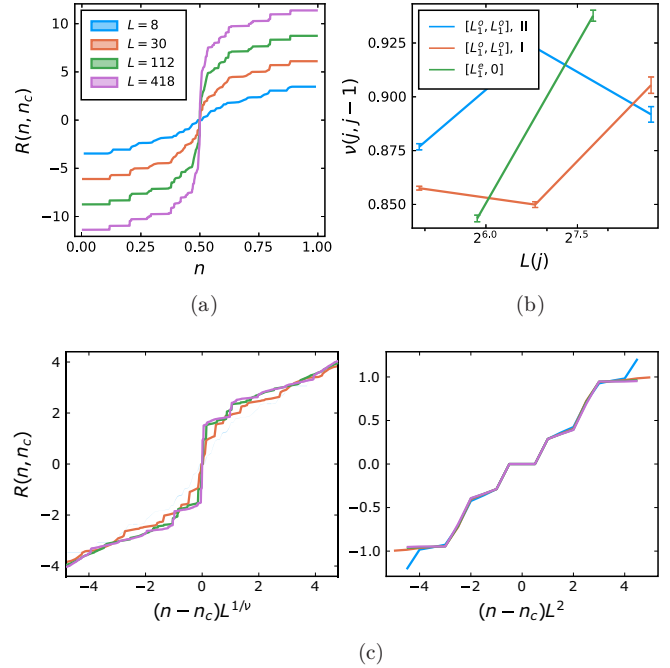 10
5
0
−5
−10
R(n, n_c)
L = 8
L = 30
L = 112
L = 418
0.00 0.25 0.50 0.75 1.00
n
(a)
0.925
0.900
0.875
0.850
ν(j, j − 1)
[L_1^o, L_1^o], II
[L_1^o, L_1^o], I
[L_1^e, 0]
2^{6.0} 2^{7.5}
L(j)
(b)
4
2
0
−2
−4
R(n, n_c)
−4 −2 0 2 4
(n − n_c)L^{1/ν}
1.0
0.5
0.0
−0.5
−1.0
−4 −2 0 2 4
(n − n_c)L^2
(c)